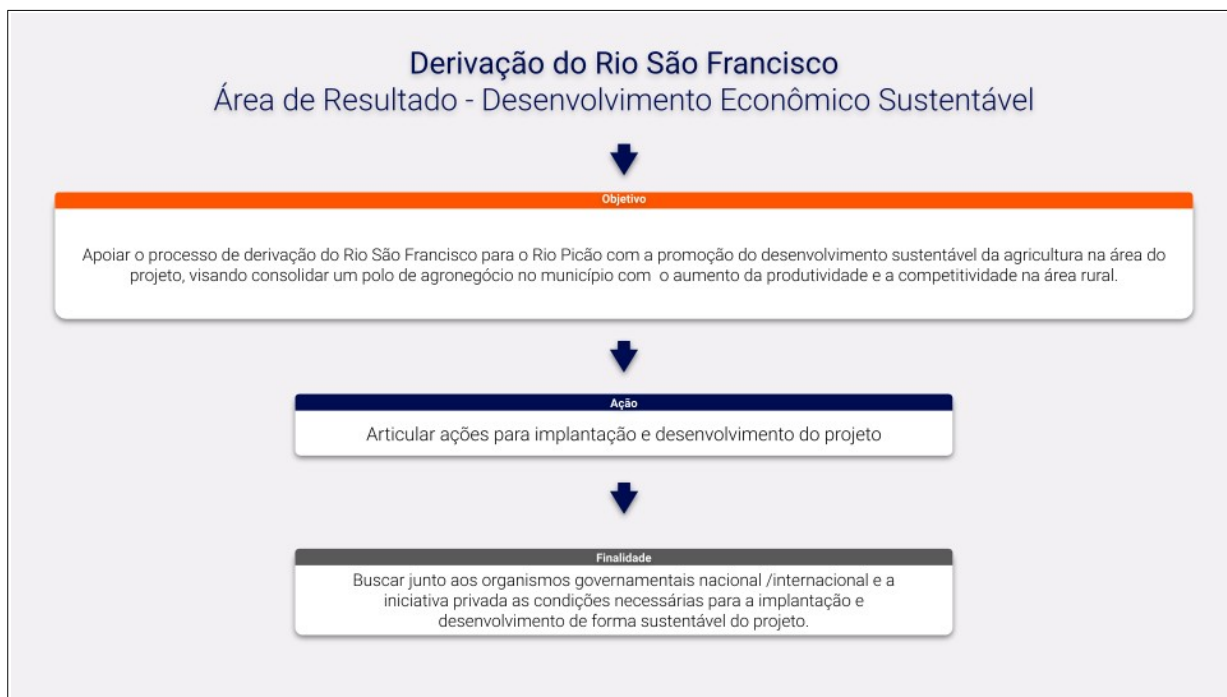 Derivação do Rio São Francisco
Área de Resultado - Desenvolvimento Econômico Sustentável
Objetivo
Apoiar o processo de derivação do Rio São Francisco para o Rio Picão com a promoção do desenvolvimento sustentável da agricultura na área do
projeto, visando consolidar um polo de agronegócio no município com  o aumento da produtividade e a competitividade na área rural.
Ação
Articular ações para implantação e desenvolvimento do projeto
Finalidade
Buscar junto aos organismos governamentais nacional /internacional e a
iniciativa privada as condições necessárias para a implantação e
desenvolvimento de forma sustentável do projeto.